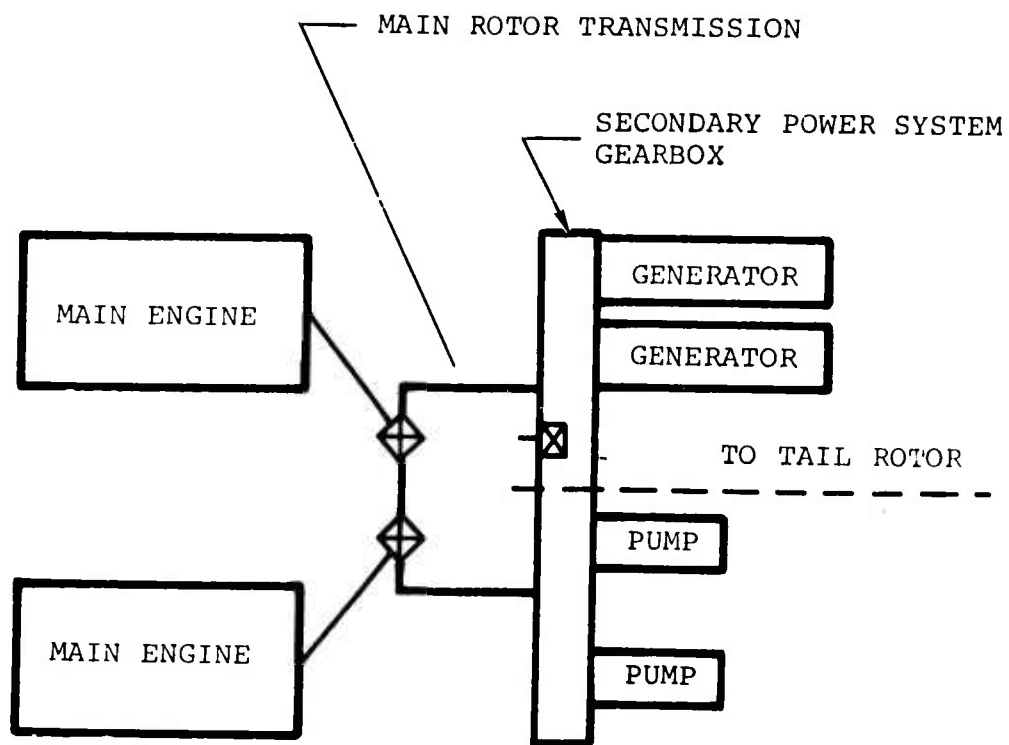 MAIN ROTOR TRANSMISSION
SECONDARY POWER SYSTEM
GEARBOX
GENERATOR
MAIN ENGINE
GENERATOR
TO TAIL ROTOR
PUMP
MAIN ENGINE
PUMP